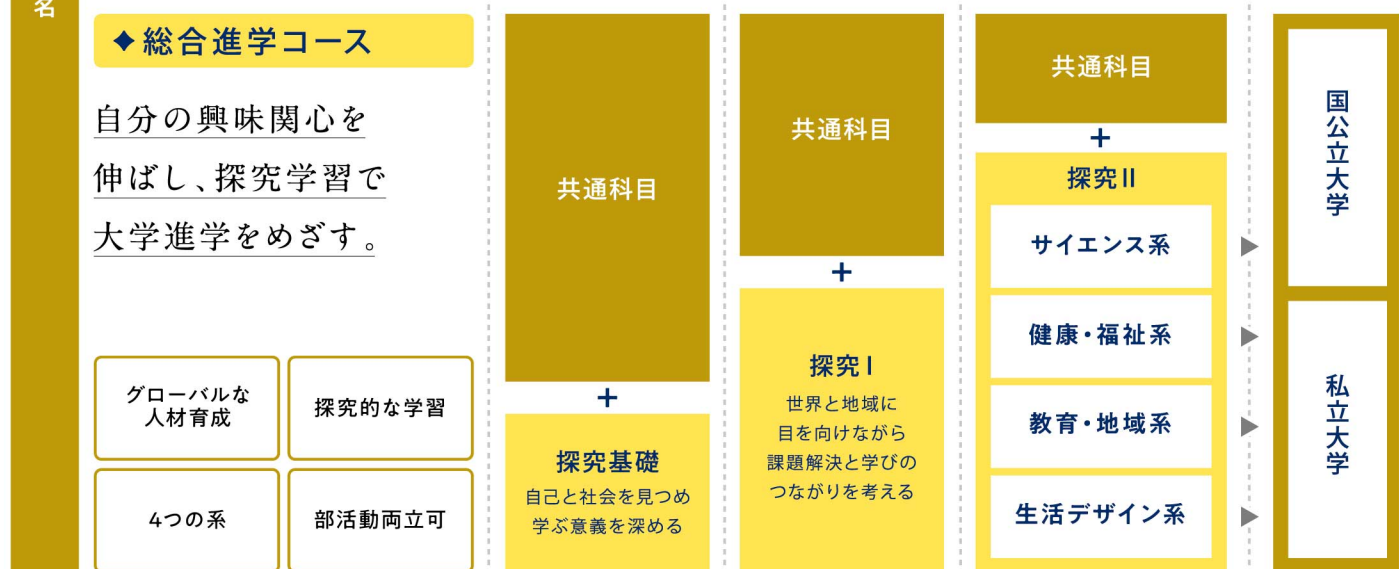 名
◆総合進学コース
自分の興味関心を
伸ばし、探究学習で
大学進学をめざす。
グローバルな
人材育成
探究的な学習
4つの系
部活動両立可
共通科目
+
探究基礎
自己と社会を見つめ
学ぶ意義を深める
共通科目
+
探究I
世界と地域に
目を向けながら
課題解決と学びの
つながりを考える
共通科目
+
探究II
サイエンス系
健康・福祉系
教育・地域系
生活デザイン系
国公立大学
私立大学